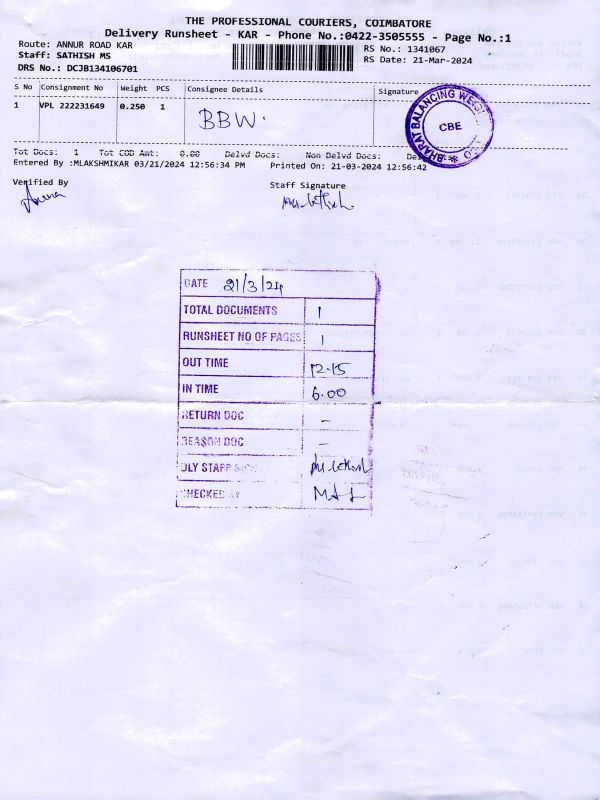 THE PROFESSIONAL COURIERS, COIMBATORE
Delivery Runsheet - KAR - Phone No.:0422-3505555 - Page No.:1
Route: ANNUR ROAD KAR
RS No.: 1341067
Staff: SATHISH MS
RS Date: 21-Mar-2024
DRS No.: DCJB134106701
S No Consignment No Weight PCS Consignee Details Signature
1 VPL 222231649 0.250 1 BBW.
BHARAT BALANCING WEIGH
CBE
Tot Docs: 1 Tot COD Amt: 0.00 Delvd Docs: Non Delvd Docs:
Entered By :MLAKSHMIKAR 03/21/2024 12:56:34 PM Printed On: 21-03-2024 12:56:42
Verified By
Staff Signature
DATE 21/3/24
TOTAL DOCUMENTS 1
RUNSHEET NO OF PAGES 1
OUT TIME 12.15
IN TIME 6.00
RETURN DOC -
REASON DOC -
DLY STAFF SIGN
CHECKED BY